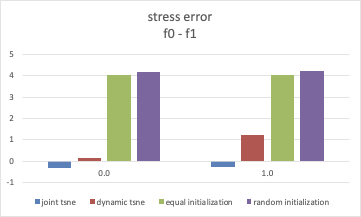 stress error
f0 - f1
5
4
3
2
1
0
-1
0.0 1.0
joint tsne dynamic tsne equal initialization random initialization